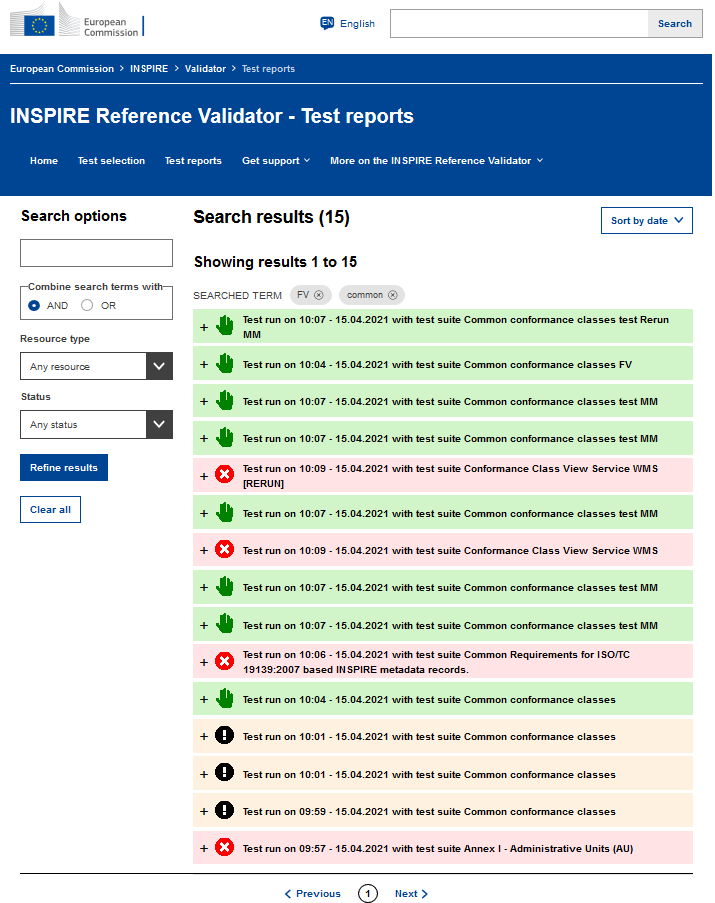 European
Commission
EN English
Search
European Commission > INSPIRE > Validator > Test reports
INSPIRE Reference Validator - Test reports
Home Test selection Test reports Get support More on the INSPIRE Reference Validator
Search options
Search results (15)
Sort by date
Showing results 1 to 15
Combine search terms with
AND OR
SEARCHED TERM FV common
Resource type
Any resource
Status
Any status
Refine results
Clear all
+ Test run on 10:07 - 15.04.2021 with test suite Common conformance classes test Rerun
MM
+ Test run on 10:04 - 15.04.2021 with test suite Common conformance classes FV
+ Test run on 10:07 - 15.04.2021 with test suite Common conformance classes test MM
+ Test run on 10:07 - 15.04.2021 with test suite Common conformance classes test MM
+ Test run on 10:09 - 15.04.2021 with test suite Conformance Class View Service WMS
[RERUN]
+ Test run on 10:07 - 15.04.2021 with test suite Common conformance classes test MM
+ Test run on 10:09 - 15.04.2021 with test suite Conformance Class View Service WMS
+ Test run on 10:07 - 15.04.2021 with test suite Common conformance classes test MM
+ Test run on 10:07 - 15.04.2021 with test suite Common conformance classes test MM
+ Test run on 10:06 - 15.04.2021 with test suite Common Requirements for ISO/TC
19139:2007 based INSPIRE metadata records.
+ Test run on 10:04 - 15.04.2021 with test suite Common conformance classes
+ Test run on 10:01 - 15.04.2021 with test suite Common conformance classes
+ Test run on 10:01 - 15.04.2021 with test suite Common conformance classes
+ Test run on 09:59 - 15.04.2021 with test suite Common conformance classes
+ Test run on 09:57 - 15.04.2021 with test suite Annex I - Administrative Units (AU)
Previous 1 Next